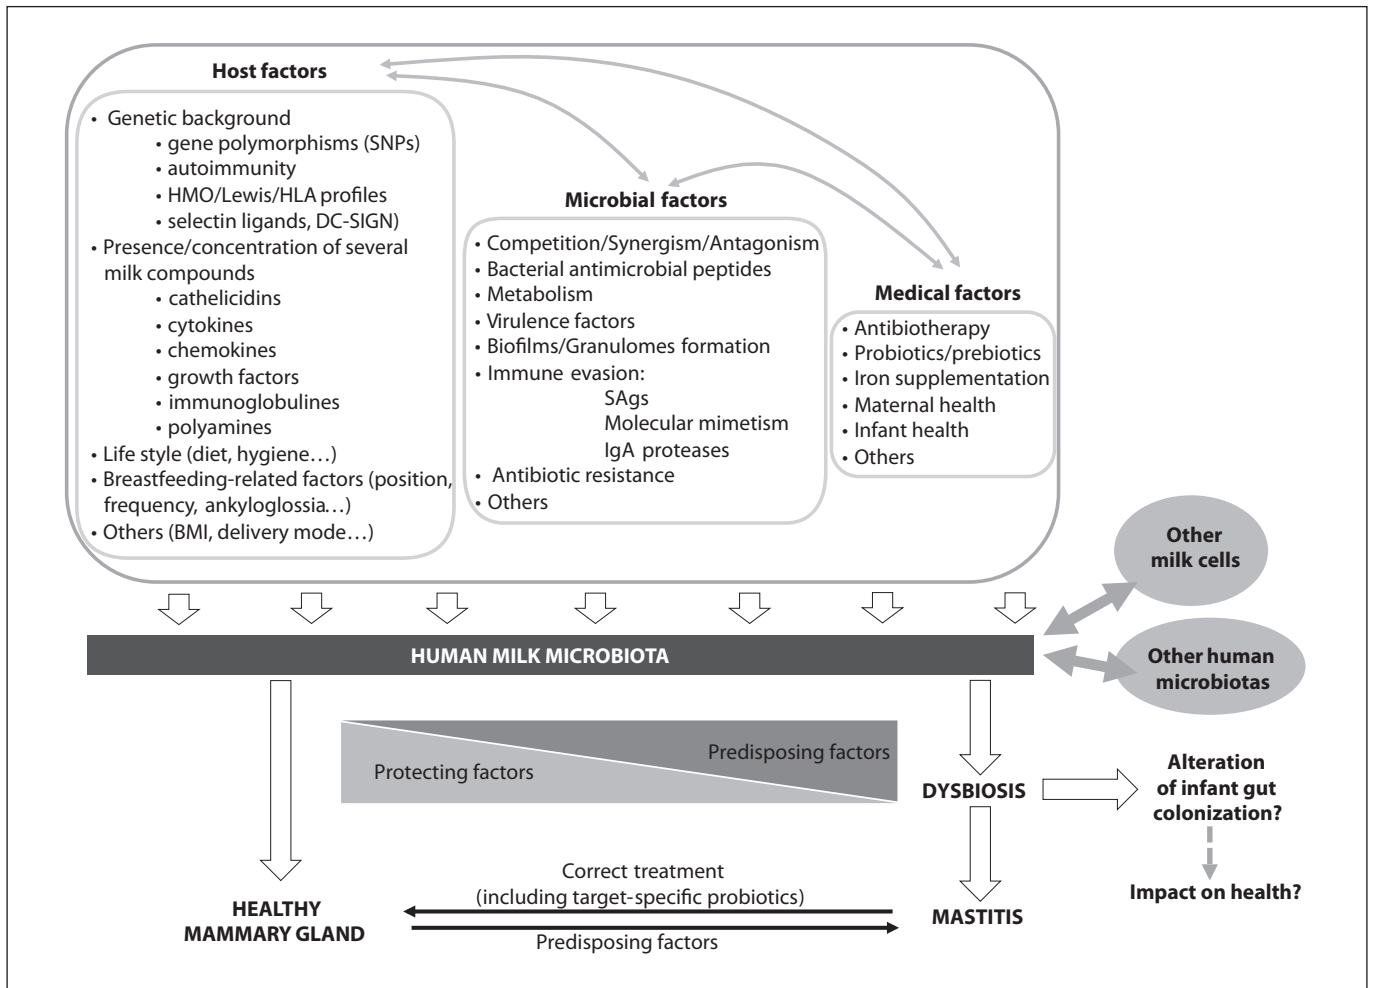 Host factors
• Genetic background
• gene polymorphisms (SNPs)
• autoimmunity
• HMO/Lewis/HLA profiles
• selectin ligands, DC-SIGN)
• Presence/concentration of several
milk compounds
• cathelicidins
• cytokines
• chemokines
• growth factors
• immunoglobulines
• polyamines
• Life style (diet, hygiene…)
• Breastfeeding-related factors (position,
frequency, ankyloglossia…)
• Others (BMI, delivery mode…)
Microbial factors
• Competition/Synergism/Antagonism
• Bacterial antimicrobial peptides
• Metabolism
• Virulence factors
• Biofilms/Granulomes formation
• Immune evasion:
SAgs
Molecular mimetism
IgA proteases
• Antibiotic resistance
• Others
Medical factors
• Antibiotherapy
• Probiotics/prebiotics
• Iron supplementation
• Maternal health
• Infant health
• Others
Other
milk cells
HUMAN MILK MICROBIOTA
Other human
microbiotas
Protecting factors
Predisposing factors
DYSBIOSIS
Alteration
of infant gut
colonization?
Impact on health?
HEALTHY
MAMMARY GLAND
Correct treatment
(including target-specific probiotics)
Predisposing factors
MASTITIS